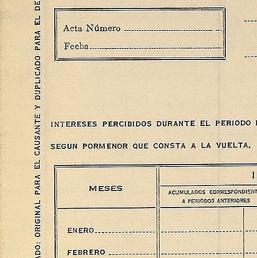 Acta Número
Fecha
INTERESES PERCIBIDOS DURANTE EL PERIODO
SEGUN PORMENOR QUE CONSTA A LA VUELTA,
MESES
ACUMULADOS CORRESPONDIEN
A PERIODOS ANTERIORES
ENERO
FEBRERO
ADO: ORIGINAL PARA EL CAUSANTE Y DUPLICADO PARA EL DE